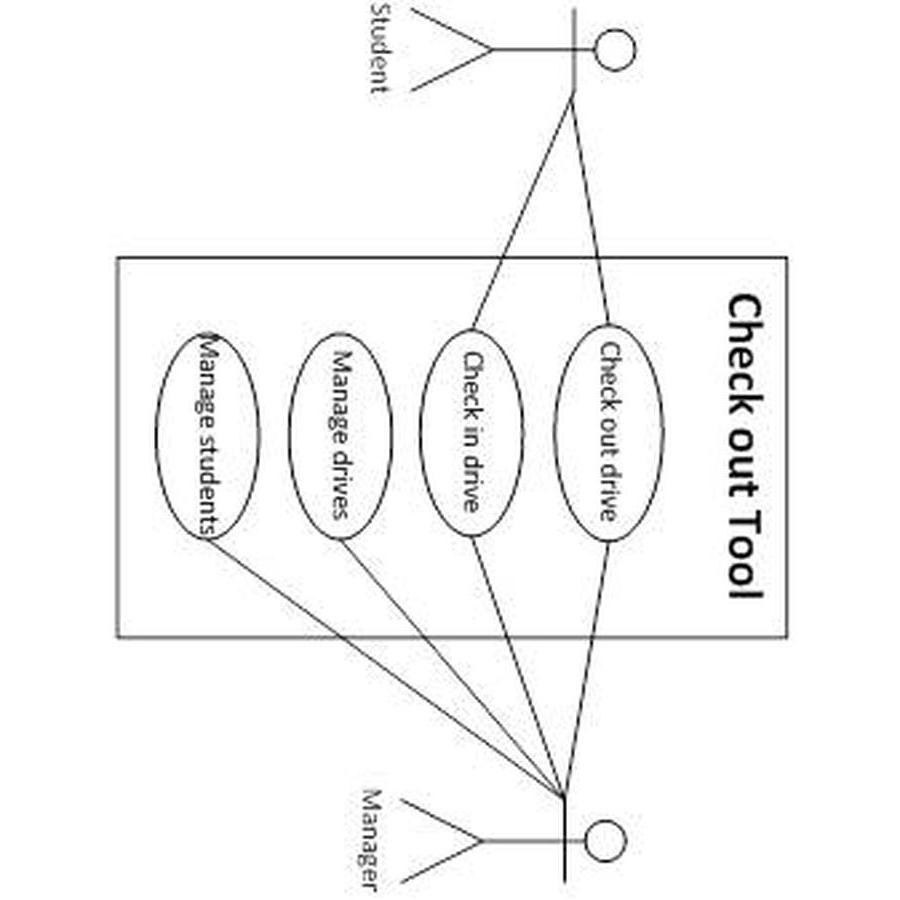 Check out Tool
Student
Check out drive
Check in drive
Manage drives
Manage students
Manager